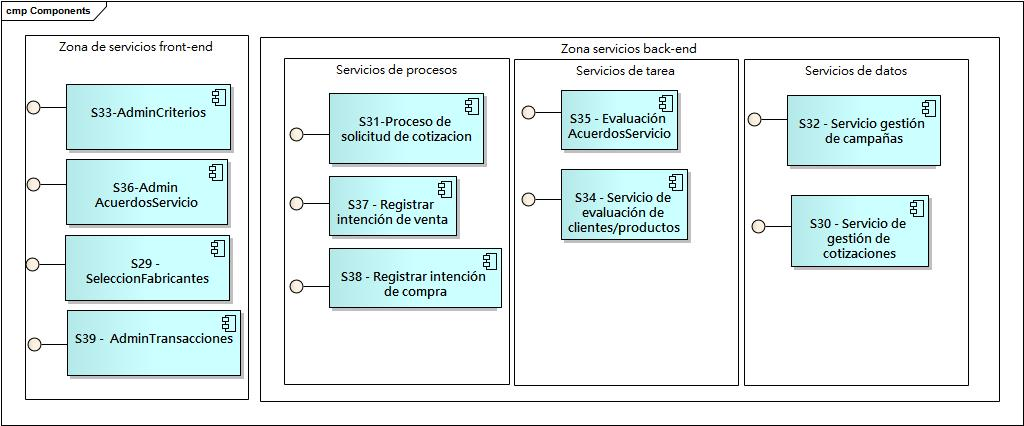 cmp Components
Zona de servicios front-end
S33-AdminCriterios
S36-Admin
AcuerdosServicio
S29 -
SeleccionFabricantes
S39 -  AdminTransacciones
Zona servicios back-end
Servicios de procesos
S31-Proceso de
solicitud de cotizacion
S37 - Registrar
intención de venta
S38 - Registrar intención
de compra
Servicios de tarea
S35 - Evaluación
AcuerdosServicio
S34 - Servicio de
evaluación de
clientes/productos
Servicios de datos
S32 - Servicio gestión
de campañas
S30 - Servicio de
gestión de
cotizaciones